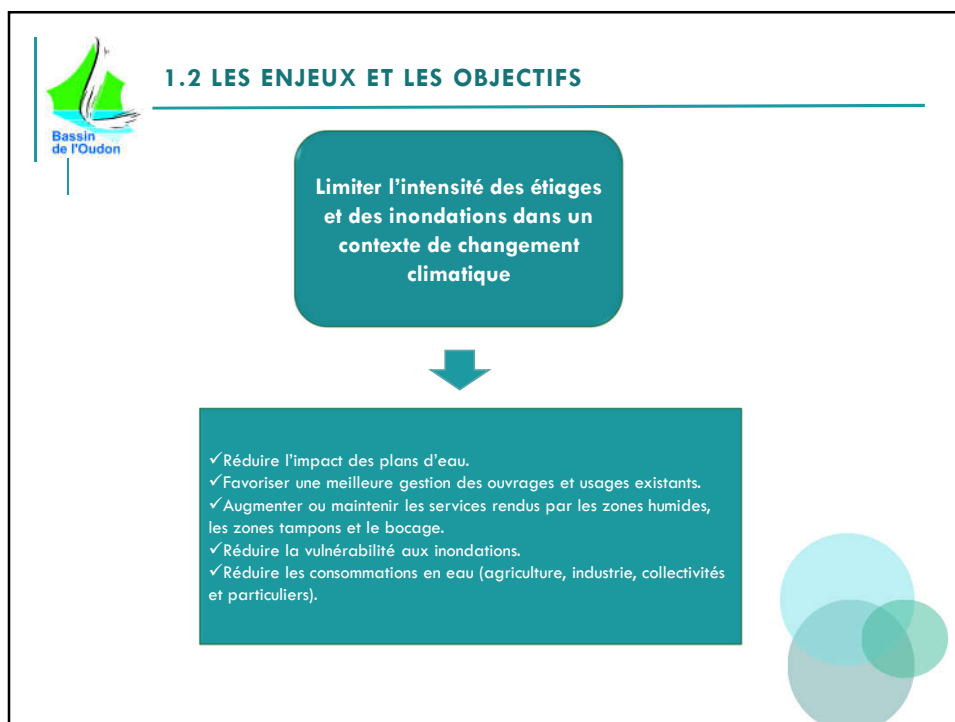 1.2 LES ENJEUX ET LES OBJECTIFS
Bassin
de l'Oudon
Limiter l’intensité des étiages
et des inondations dans un
contexte de changement
climatique
✓Réduire l’impact des plans d’eau.
✓Favoriser une meilleure gestion des ouvrages et usages existants.
✓Augmenter ou maintenir les services rendus par les zones humides,
les zones tampons et le bocage.
✓Réduire la vulnérabilité aux inondations.
✓Réduire les consommations en eau (agriculture, industrie, collectivités
et particuliers).